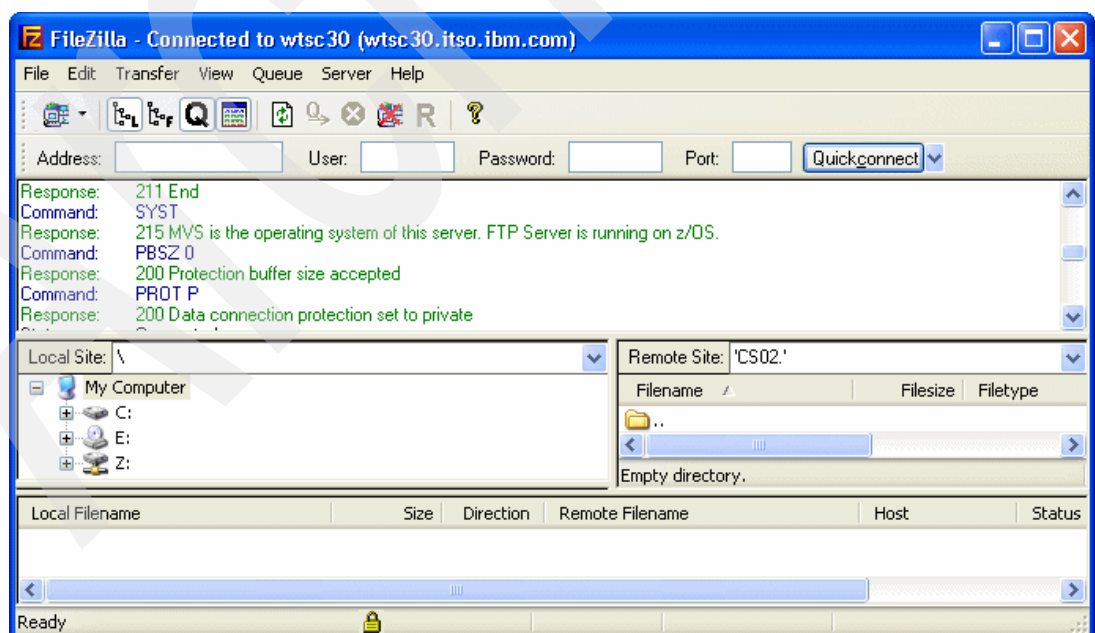 FileZilla - Connected to wtsc30 (wtsc30.itso.ibm.com)
File Edit Transfer View Queue Server Help
L F Q R ?
Address: User: Password: Port: Quickconnect
Response: 211 End
Command: SYST
Response: 215 MVS is the operating system of this server. FTP Server is running on z/OS.
Command: PBSZ 0
Response: 200 Protection buffer size accepted
Command: PROT P
Response: 200 Data connection protection set to private
Local Site: \
My Computer
C:
E:
Z:
Remote Site: 'CS02.'
Filename Filesize Filetype
..
Empty directory.
Local Filename Size Direction Remote Filename Host Status
Ready